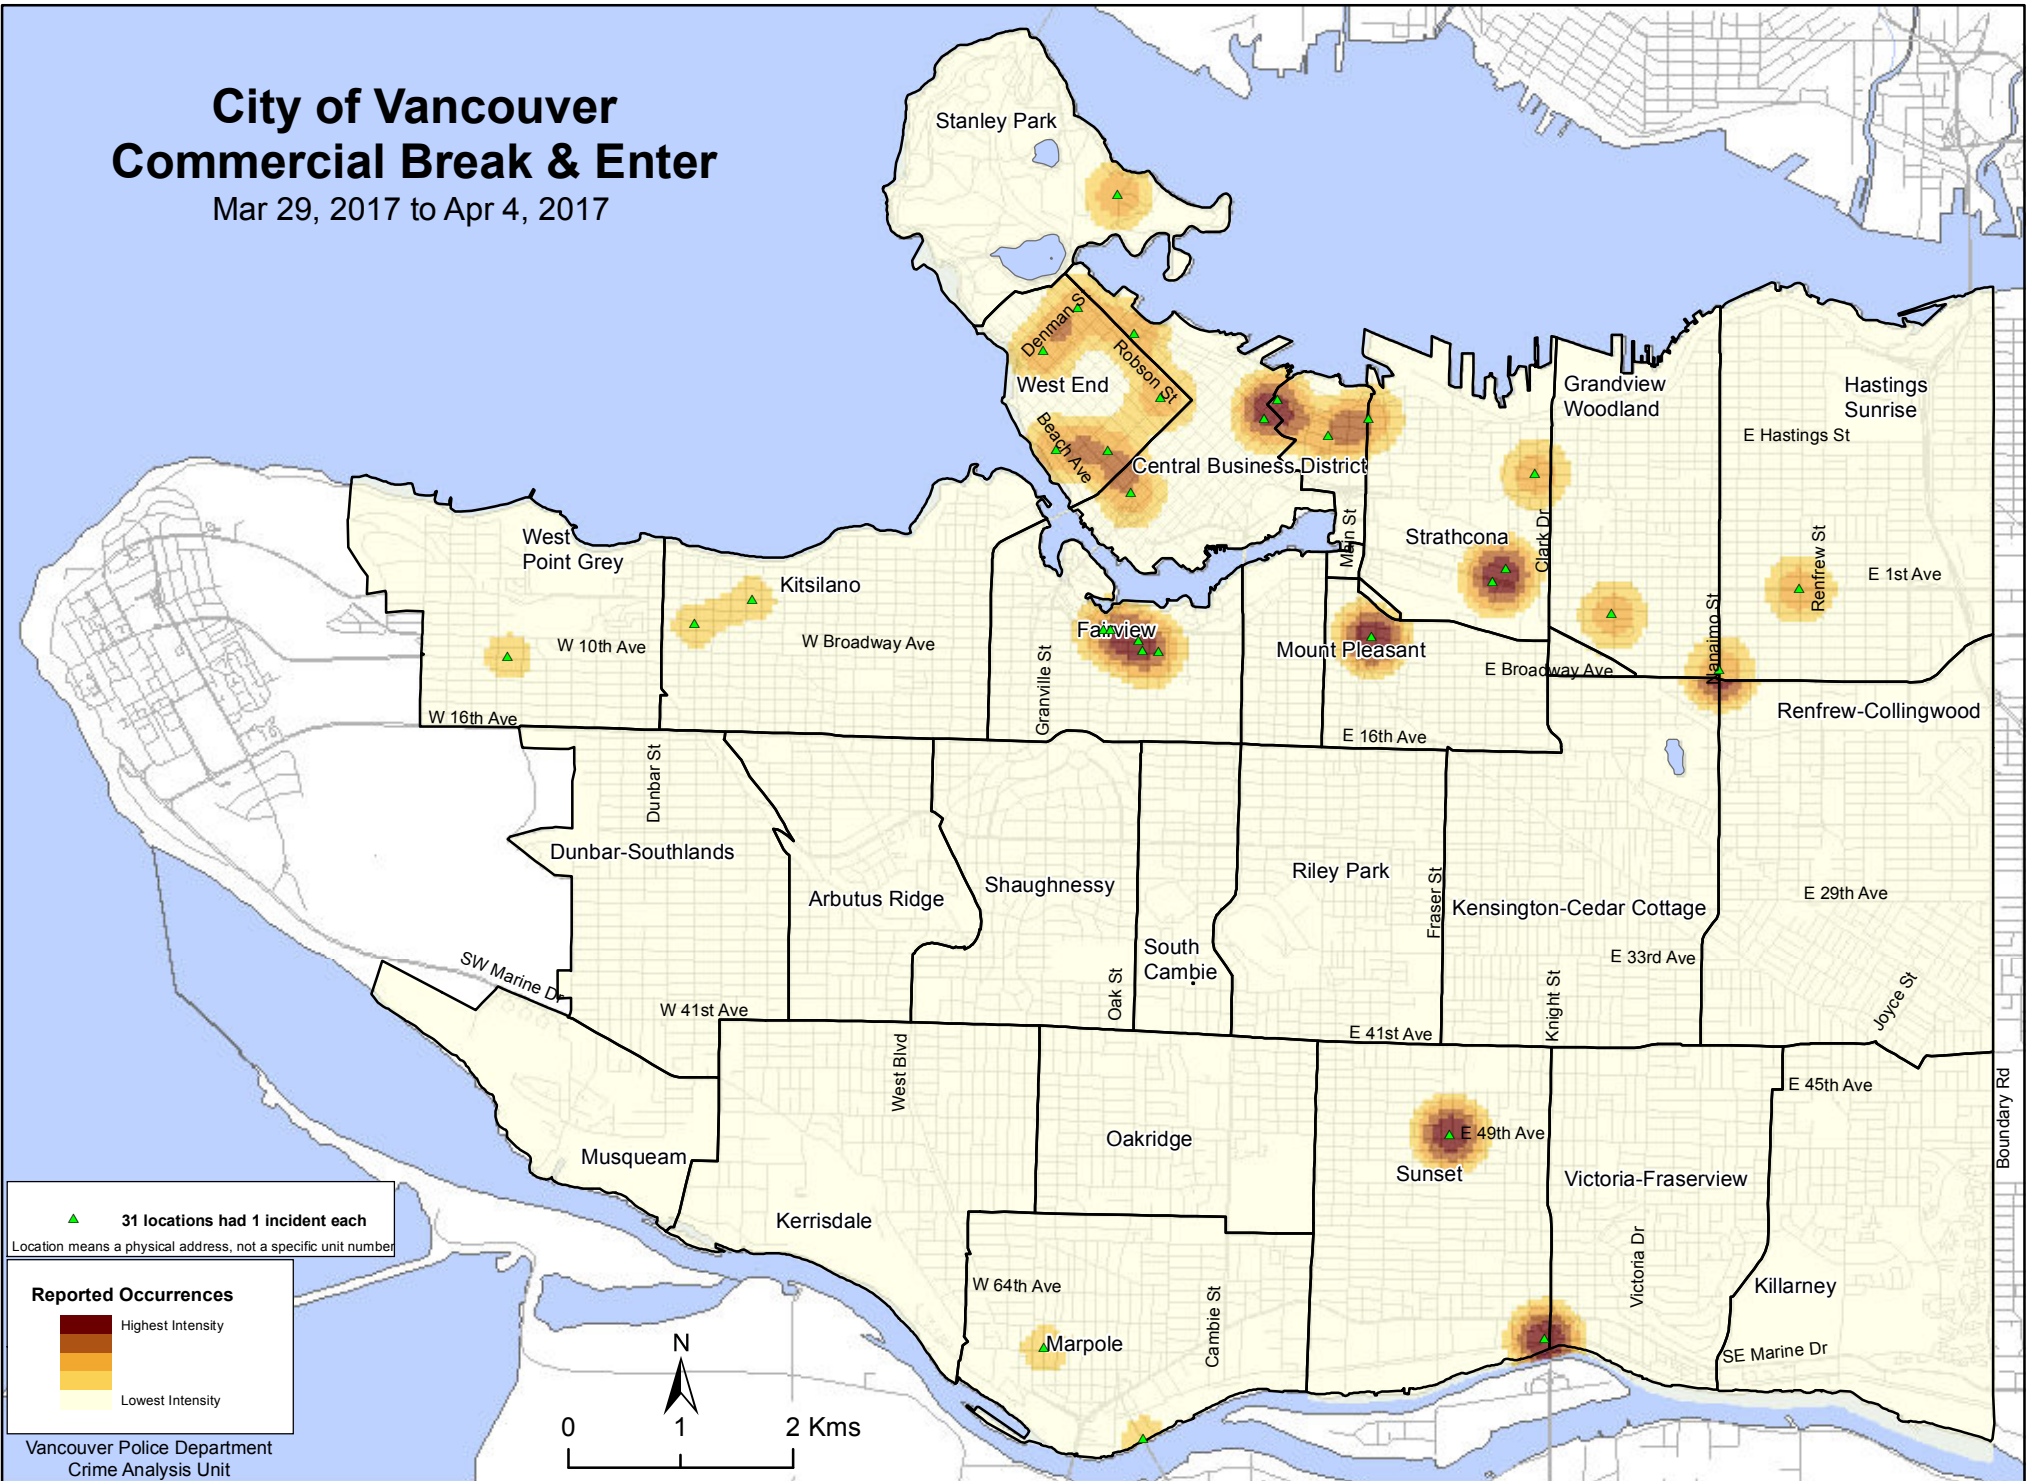 City of Vancouver
Commercial Break & Enter
Mar 29, 2017 to Apr 4, 2017
Stanley Park
Denman S
Robson St
West End
Beach Ave
Central Business District
Grandview
Woodland
Hastings
Sunrise
E Hastings St
West
Point Grey
Kitsilano
Main St
Strathcona
Clark Dr
Renfrew St
E 1st Ave
W 10th Ave
W Broadway Ave
Granville St
Fairview
Mount Pleasant
E Broadway Ave
Nanaimo St
W 16th Ave
E 16th Ave
Renfrew-Collingwood
Dunbar St
Dunbar-Southlands
Arbutus Ridge
Shaughnessy
Riley Park
Fraser St
Kensington-Cedar Cottage
E 29th Ave
South
Cambie
E 33rd Ave
SW Marine Dr
W 41st Ave
Oak St
Knight St
Joyce St
E 41st Ave
West Blvd
E 45th Ave
Boundary Rd
Musqueam
Oakridge
E 49th Ave
Sunset
Victoria-Fraserview
Kerrisdale
Victoria Dr
W 64th Ave
Cambie St
Killarney
Marpole
SE Marine Dr
31 locations had 1 incident each
Location means a physical address, not a specific unit number
Reported Occurrences
Highest Intensity
Lowest Intensity
Vancouver Police Department
Crime Analysis Unit
N
0 1 2 Kms